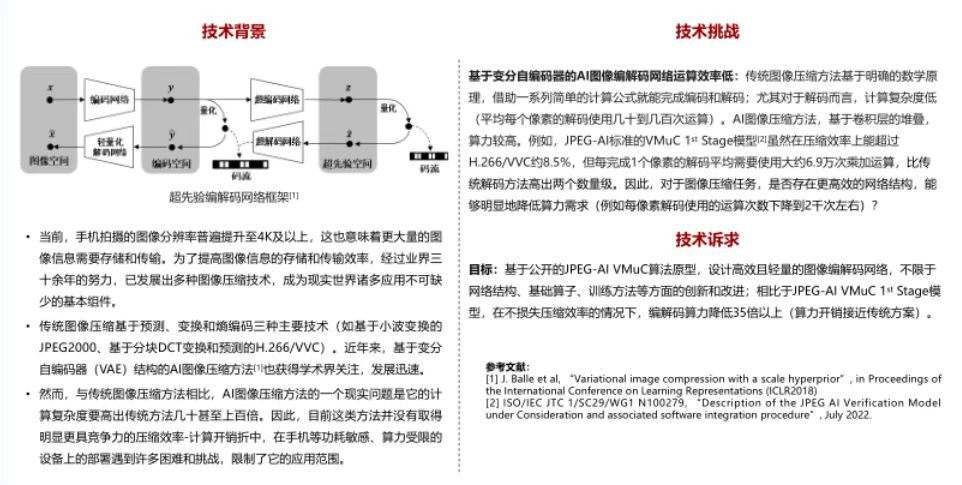 技术背景
x
编码网络
y
超编码网络
z
量化
量化
x̂
轻量化
解码网络
ŷ
超解码网络
ẑ
图像空间
编码空间
码流
超先验空间
码流
超先验编解码网络框架[1]
• 当前，手机拍摄的图像分辨率普遍提升至4K及以上，这也意味着更大量的图
像信息需要存储和传输。为了提高图像信息的存储和传输效率，经过业界三
十余年的努力，已发展出多种图像压缩技术，成为现实世界诸多应用不可缺
少的基本组件。
• 传统图像压缩基于预测、变换和熵编码三种主要技术（如基于小波变换的
JPEG2000、基于分块DCT变换和预测的H.266/VVC）。近年来，基于变分
自编码器（VAE）结构的AI图像压缩方法[1]也获得学术界关注，发展迅速。
• 然而，与传统图像压缩方法相比，AI图像压缩方法的一个现实问题是它的计
算复杂度要高出传统方法几十甚至上百倍。因此，目前这类方法并没有取得
明显更具竞争力的压缩效率-计算开销折中，在手机等功耗敏感、算力受限的
设备上的部署遇到许多困难和挑战，限制了它的应用范围。
技术挑战
基于变分自编码器的AI图像编解码网络运算效率低：传统图像压缩方法基于明确的数学原
理，借助一系列简单的计算公式就能完成编码和解码；尤其对于解码而言，计算复杂度低
（平均每个像素的解码使用几十到几百次运算）。AI图像压缩方法，基于卷积层的堆叠，
算力较高。例如，JPEG-AI标准的VMuC 1st Stage模型[2]虽然在压缩效率上能超过
H.266/VVC约8.5%，但每完成1个像素的解码平均需要使用大约6.9万次乘加运算，比传
统解码方法高出两个数量级。因此，对于图像压缩任务，是否存在更高效的网络结构，能
够明显地降低算力需求（例如每像素解码使用的运算次数下降到2千次左右）？
技术诉求
目标：基于公开的JPEG-AI VMuC算法原型，设计高效且轻量的图像编解码网络，不限于
网络结构、基础算子、训练方法等方面的创新和改进；相比于JPEG-AI VMuC 1st Stage模
型，在不损失压缩效率的情况下，编解码算力降低35倍以上（算力开销接近传统方案）。
参考文献：
[1] J. Balle et al, “Variational image compression with a scale hyperprior”, in Proceedings of
the International Conference on Learning Representations (ICLR2018)
[2] ISO/IEC JTC 1/SC29/WG1 N100279, “Description of the JPEG AI Verification Model
under Consideration and associated software integration procedure”, July 2022.